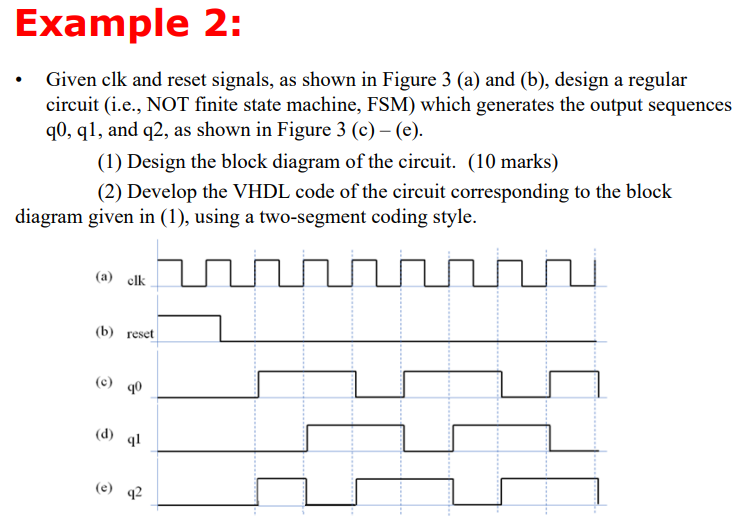 Example 2:
• Given clk and reset signals, as shown in Figure 3 (a) and (b), design a regular
circuit (i.e., NOT finite state machine, FSM) which generates the output sequences
q0, q1, and q2, as shown in Figure 3 (c) – (e).
(1) Design the block diagram of the circuit. (10 marks)
(2) Develop the VHDL code of the circuit corresponding to the block
diagram given in (1), using a two-segment coding style.
(a) clk
(b) reset
(c) q0
(d) q1
(e) q2